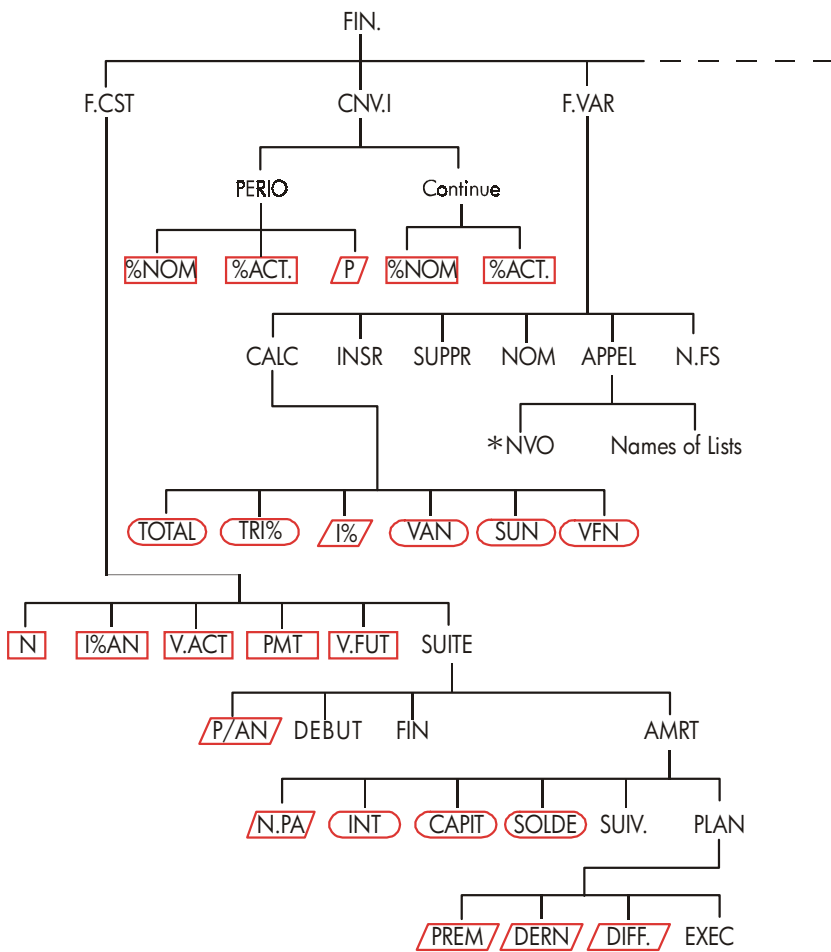 FIN.
F.CST CNV.I F.VAR
PERIO Continue
%NOM %ACT. P %NOM %ACT.
CALC INSR SUPPR NOM APPEL N.FS
*NVO Names of Lists
TOTAL TRI% I% VAN SUN VFN
N I%AN V.ACT PMT V.FUT SUITE
P/AN DEBUT FIN AMRT
N.PA INT CAPIT SOLDE SUIV. PLAN
PREM DERN DIFF. EXEC